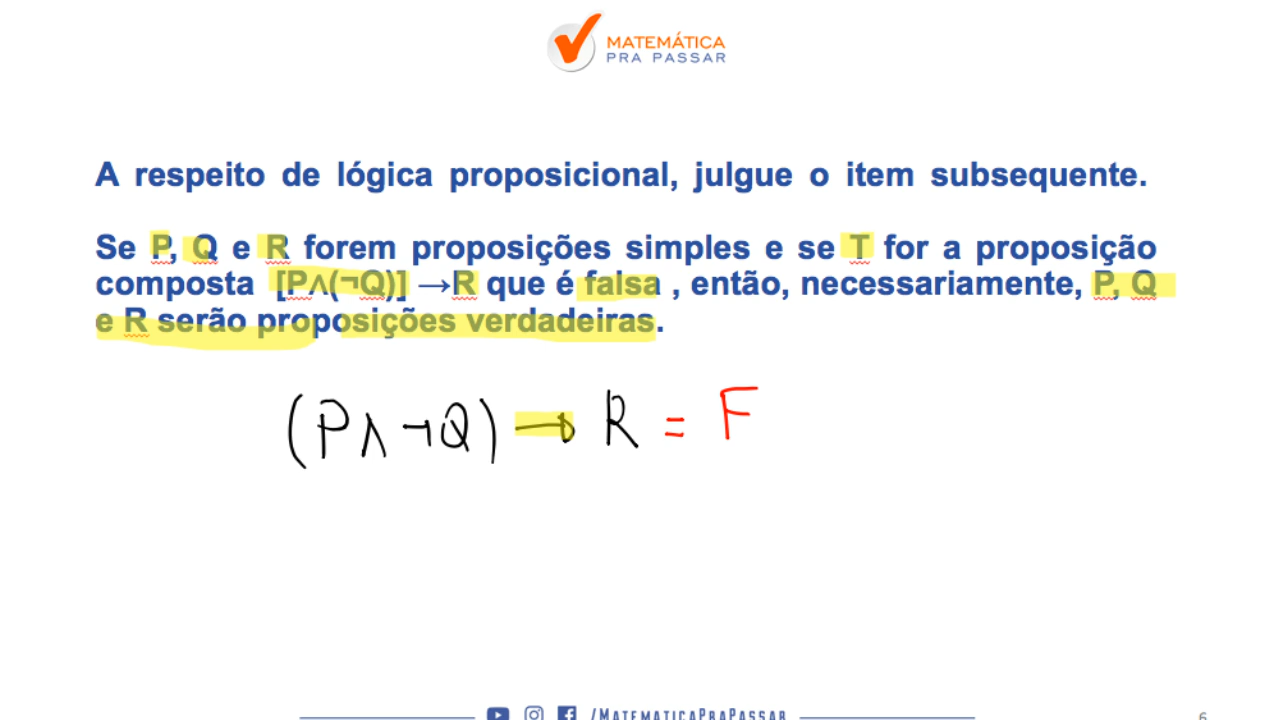 MATEMÁTICA
PRA PASSAR
A respeito de lógica proposicional, julgue o item subsequente.
Se P, Q e R forem proposições simples e se T for a proposição
composta [P∧(¬Q)] →R que é falsa , então, necessariamente, P, Q
e R serão proposições verdadeiras.
(P∧¬Q) → R = F
/MATEMATICAPRAPASSAR
6